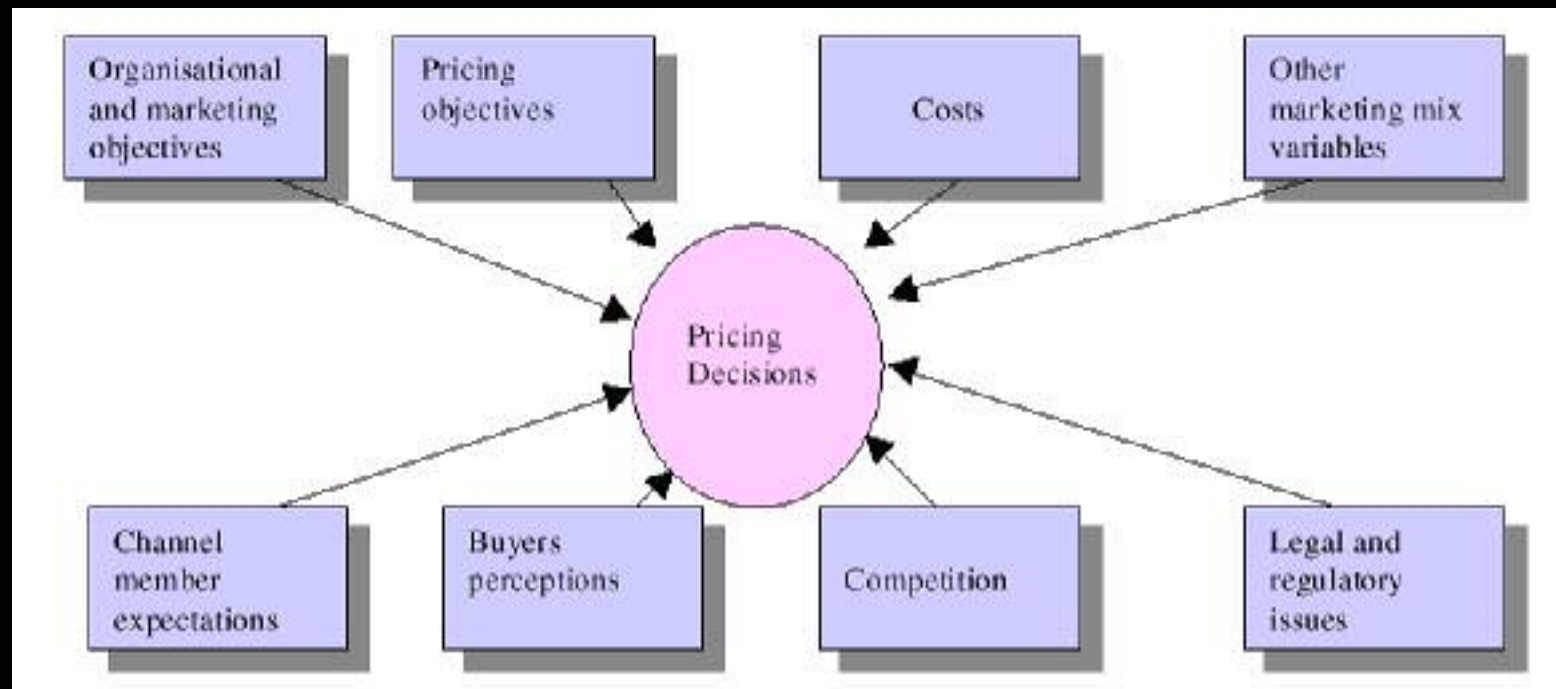 Organisational
and marketing
objectives
Pricing
objectives
Costs
Other
marketing mix
variables
Pricing
Decisions
Channel
member
expectations
Buyers
perceptions
Competition
Legal and
regulatory
issues